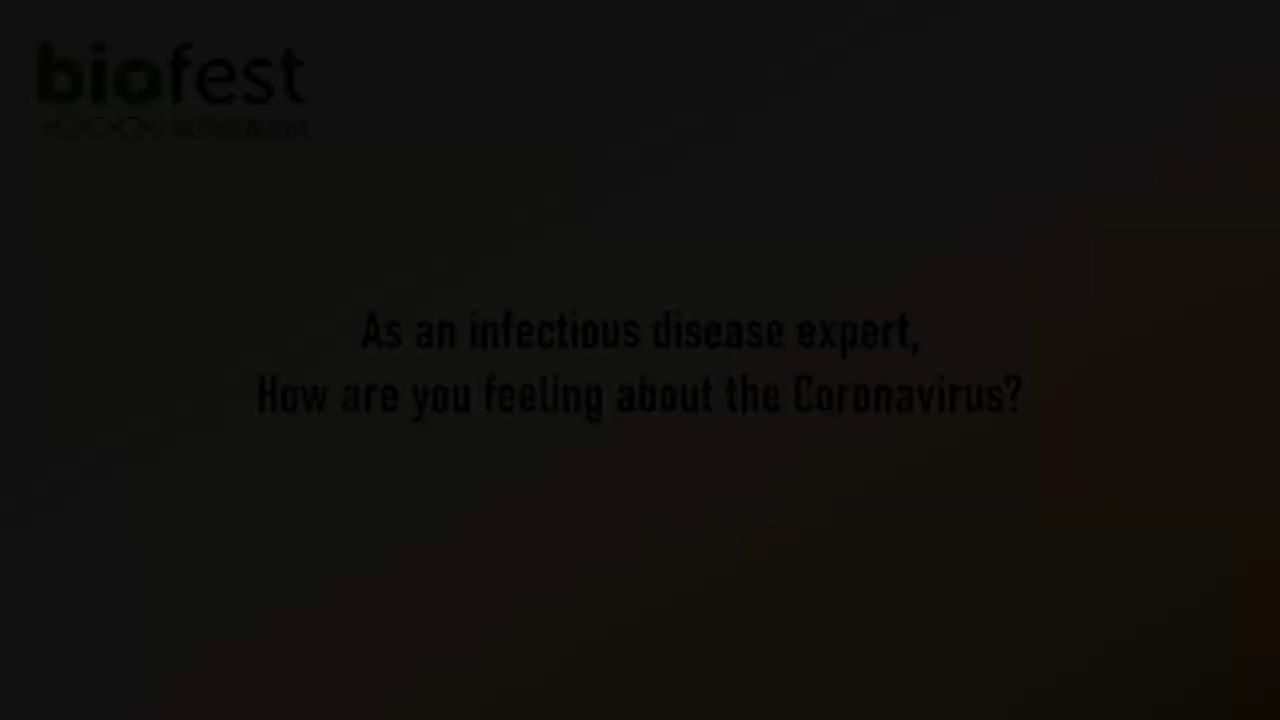 biofest
As an infectious disease expert,
How are you feeling about the Coronavirus?